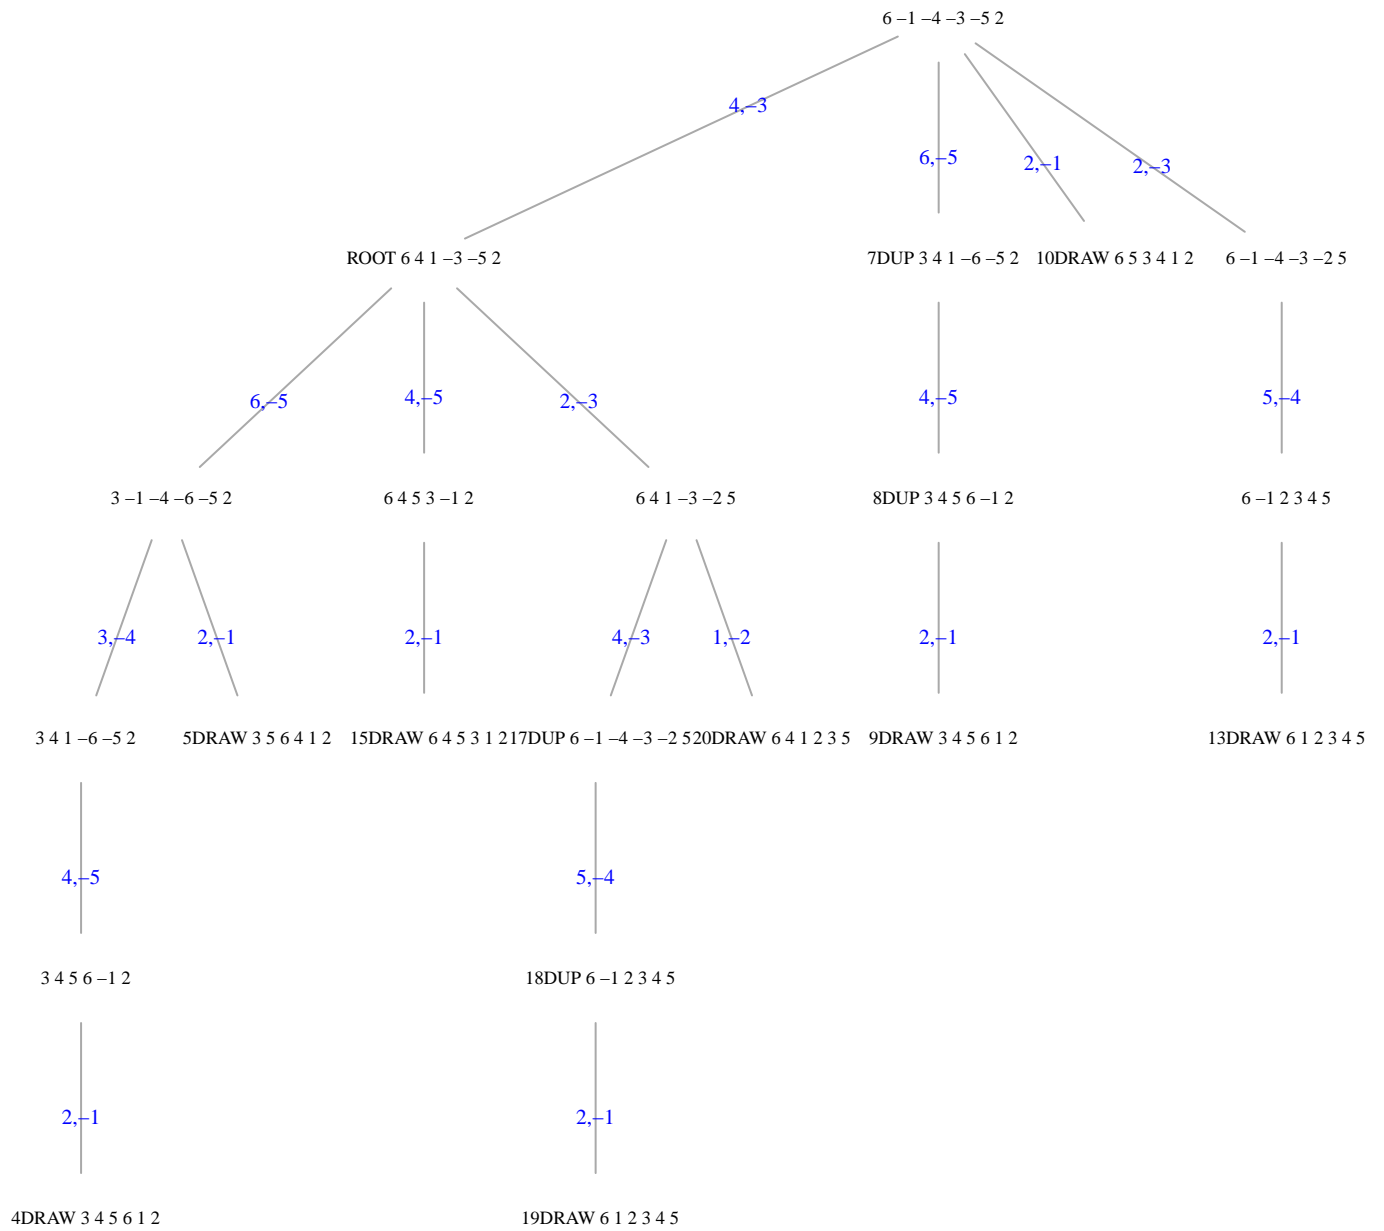 6 –1 –4 –3 –5 2
4,–3
6,–5
2,–1
2,–3
ROOT 6 4 1 –3 –5 2
7DUP 3 4 1 –6 –5 2
10DRAW 6 5 3 4 1 2
6 –1 –4 –3 –2 5
6,–5
4,–5
2,–3
4,–5
5,–4
3 –1 –4 –6 –5 2
6 4 5 3 –1 2
6 4 1 –3 –2 5
8DUP 3 4 5 6 –1 2
6 –1 2 3 4 5
3,–4
2,–1
2,–1
4,–3
1,–2
2,–1
2,–1
3 4 1 –6 –5 2
5DRAW 3 5 6 4 1 2
15DRAW 6 4 5 3 1 2
17DUP 6 –1 –4 –3 –2 5
20DRAW 6 4 1 2 3 5
9DRAW 3 4 5 6 1 2
13DRAW 6 1 2 3 4 5
4,–5
5,–4
3 4 5 6 –1 2
18DUP 6 –1 2 3 4 5
2,–1
2,–1
4DRAW 3 4 5 6 1 2
19DRAW 6 1 2 3 4 5